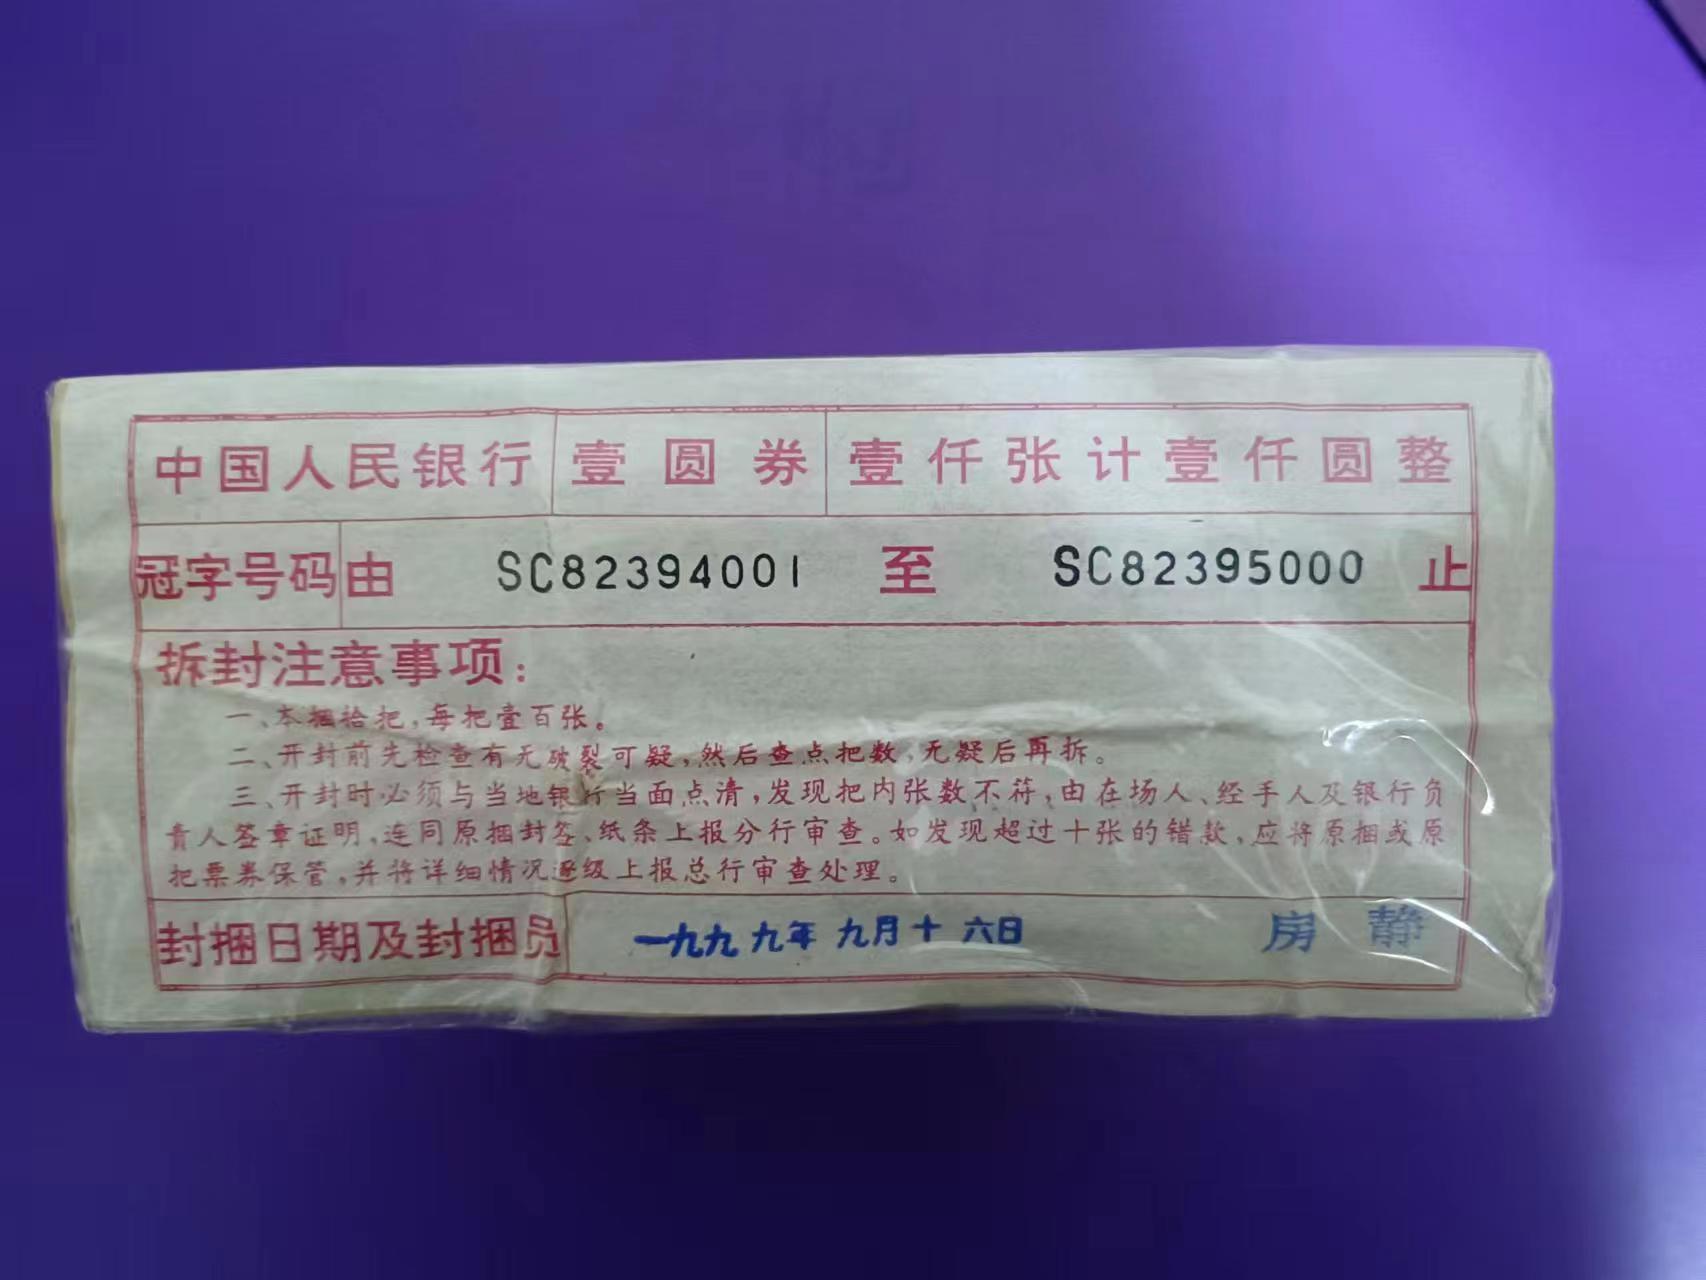 中国人民银行 壹圆券 壹仟张计壹仟圆整
冠字号码 由 SC82394001 至 SC82395000 止
拆封注意事项：
一、本捆拾把，每把壹百张。
二、开封前先检查有无破裂可疑，然后查点把数，无疑后再拆。
三、开封时必须与当地银行当面点清，发现把内张数不符，由在场人、经手人及银行负
责人签章证明，连同原捆封签、纸条上报分行审查。如发现超过十张的错款，应将原捆或原
把票券保管，并将详细情况逐级上报总行审查处理。
封捆日期及封捆员 一九九九年九月十六日 房静